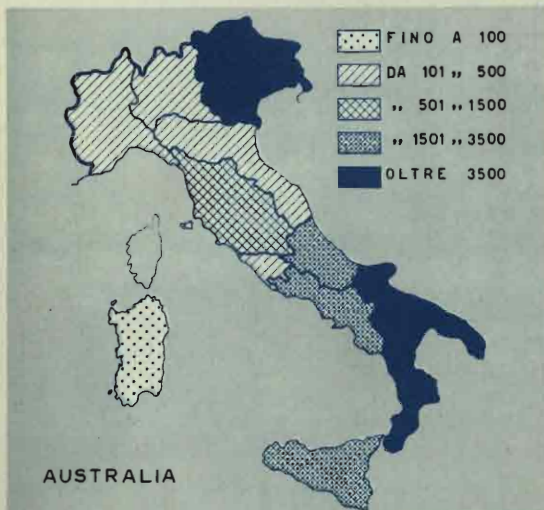 FINO A 100
DA 101 „ 500
„ 501 „ 1500
„ 1501 „ 3500
OLTRE 3500
AUSTRALIA